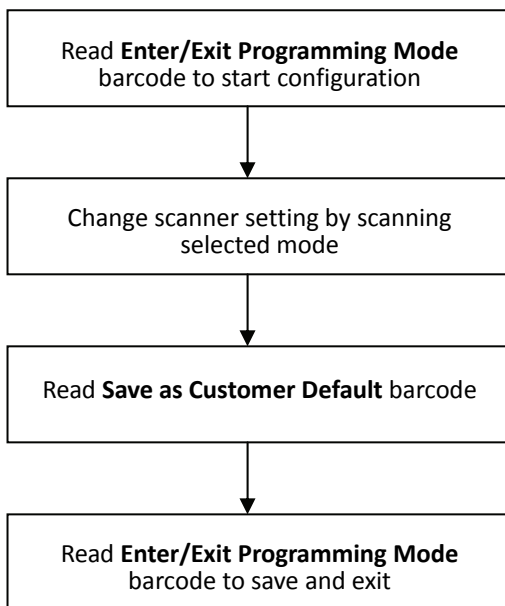 Read Enter/Exit Programming Mode
barcode to start configuration
Change scanner setting by scanning
selected mode
Read Save as Customer Default barcode
Read Enter/Exit Programming Mode
barcode to save and exit